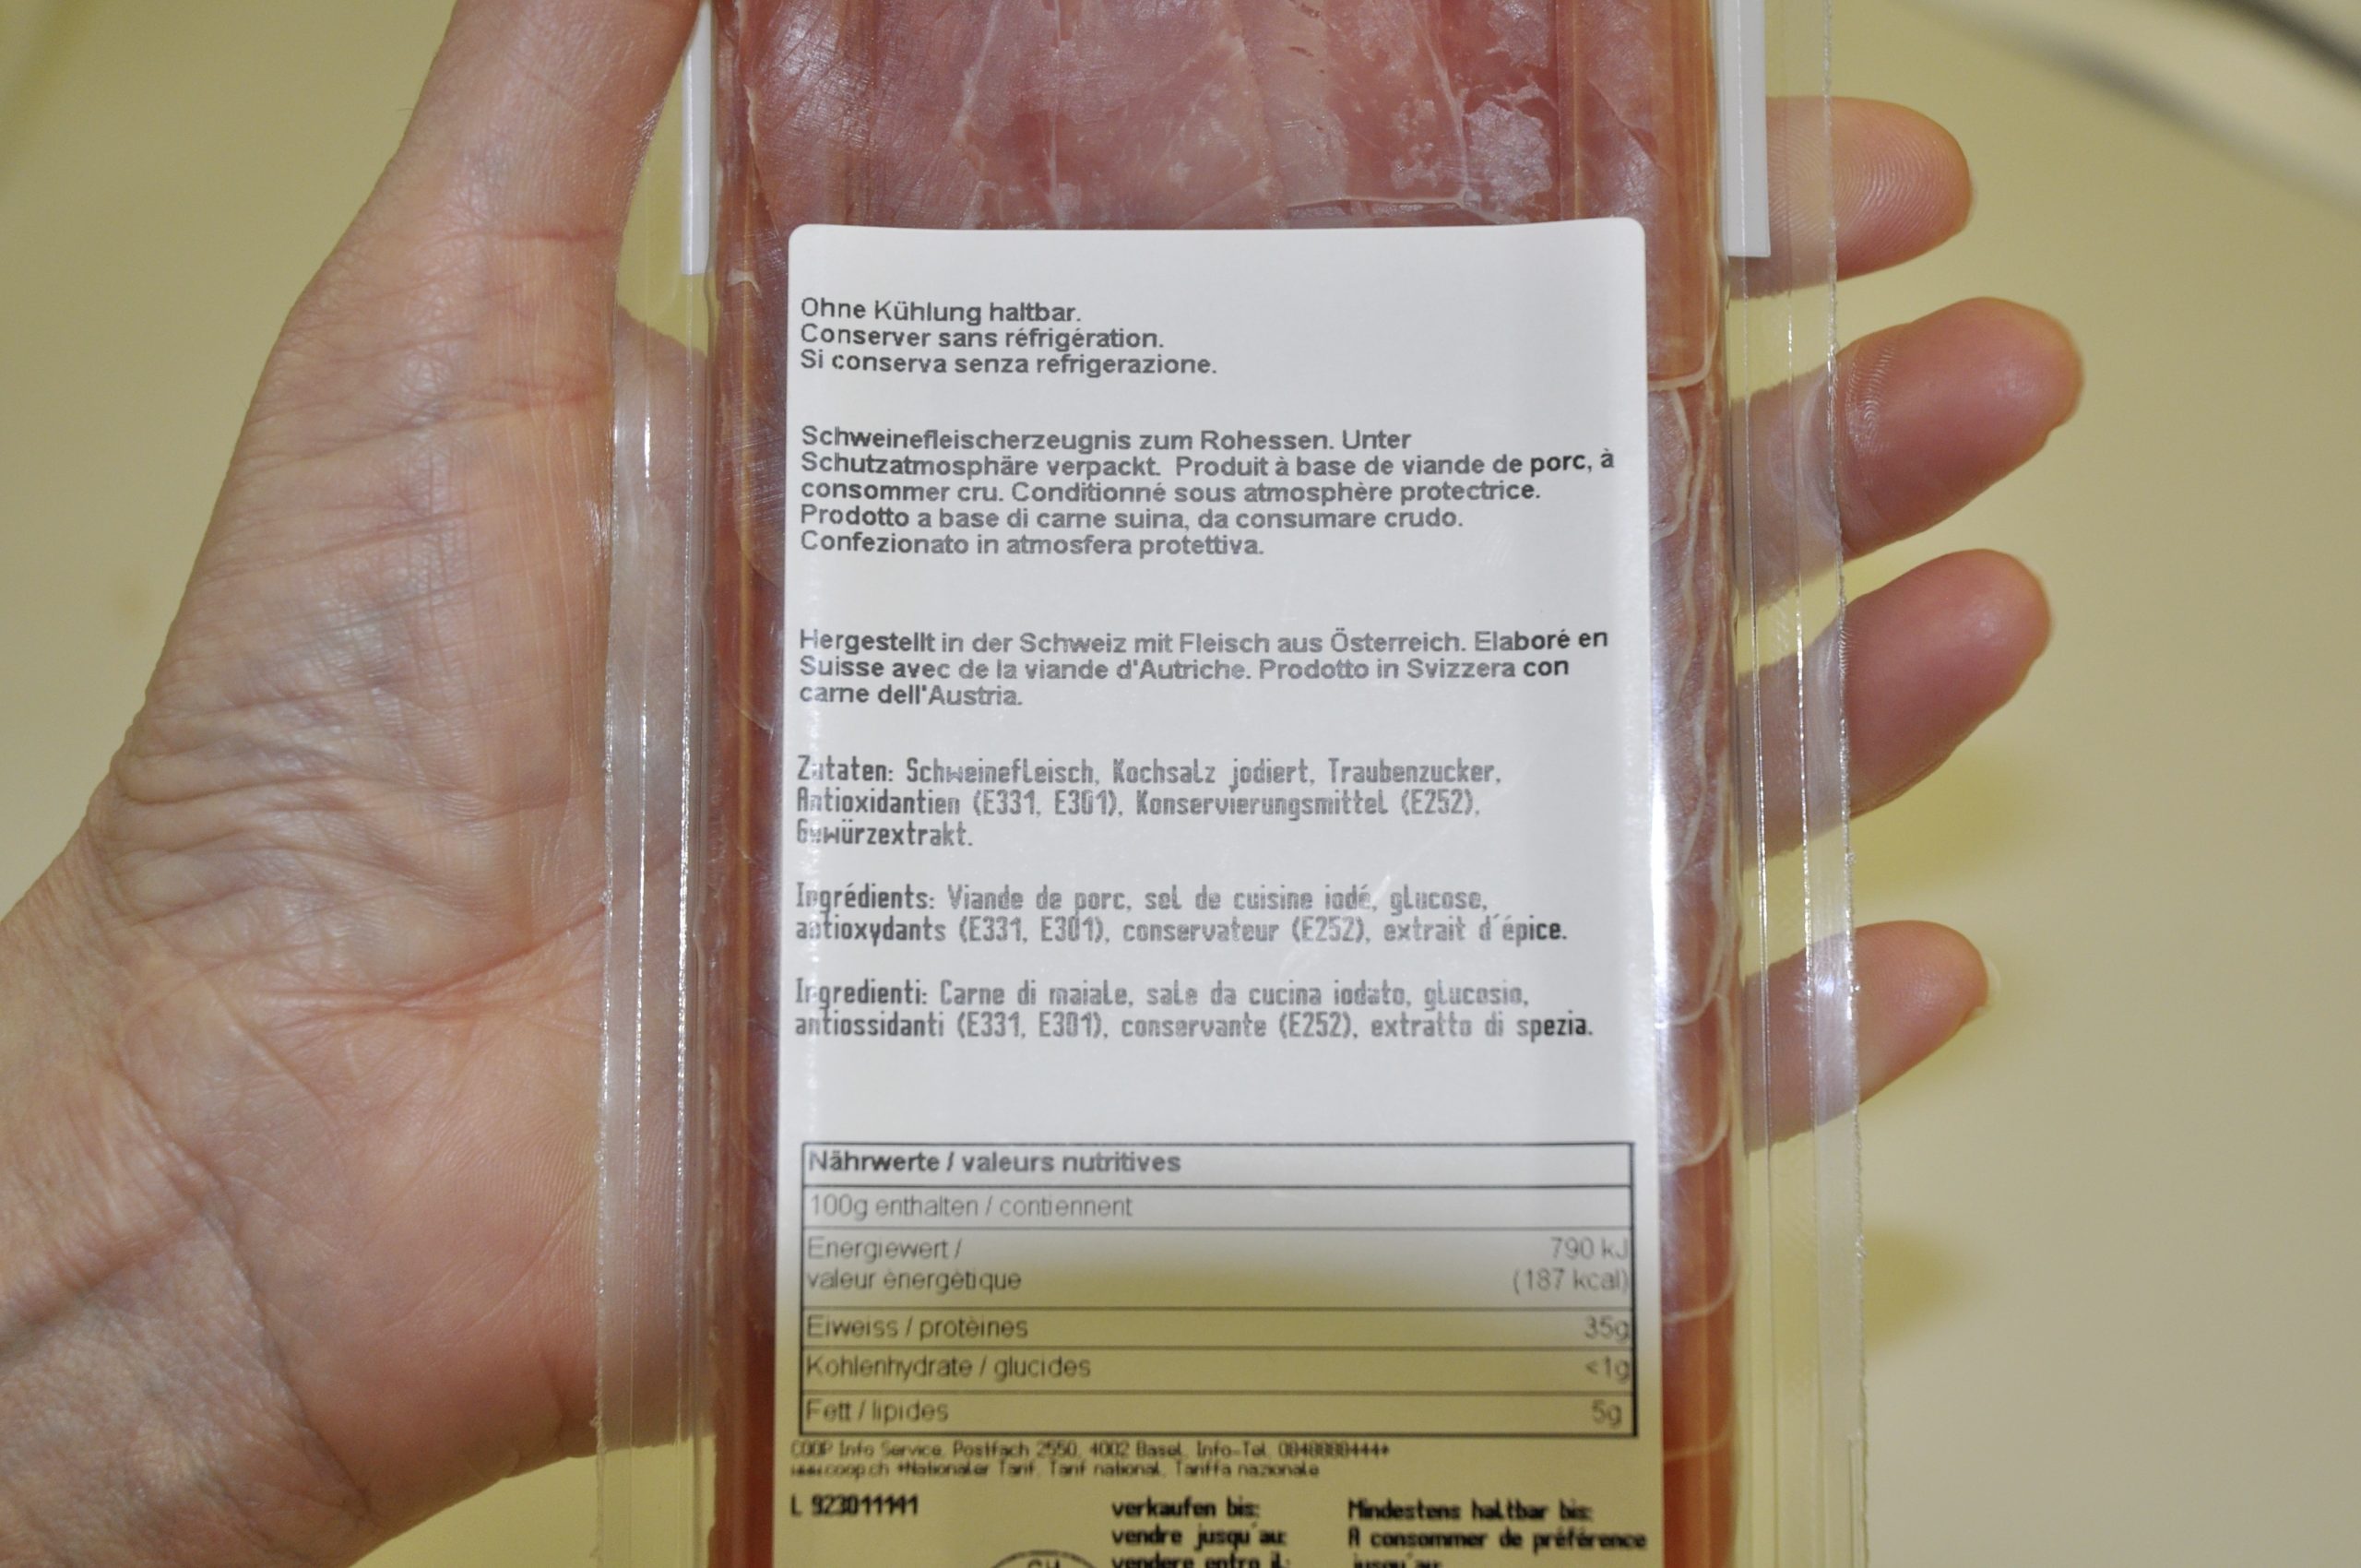 Ohne Kühlung haltbar.
Conserver sans réfrigération.
Si conserva senza refrigerazione.
Schweinefleischerzeugnis zum Rohessen. Unter
Schutzatmosphäre verpackt. Produit à base de viande de porc, à
consommer cru. Conditionné sous atmosphère protectrice.
Prodotto a base di carne suina, da consumare crudo.
Confezionato in atmosfera protettiva.
Hergestellt in der Schweiz mit Fleisch aus Österreich. Elaboré en
Suisse avec de la viande d'Autriche. Prodotto in Svizzera con
carne dell'Austria.
Zutaten: Schweinefleisch, Kochsalz jodiert, Traubenzucker,
Antioxidantien (E331, E301), Konservierungsmittel (E252),
Gewürzextrakt.
Ingrédients: Viande de porc, sel de cuisine iodé, glucose,
antioxydants (E331, E301), conservateur (E252), extrait d'épice.
Ingredienti: Carne di maiale, sale da cucina iodato, glucosio,
antiossidanti (E331, E301), conservante (E252), extratto di spezia.
Nährwerte / valeurs nutritives
100g enthalten / contiennent
Energiewert / 790 kJ
valeur énergétique (187 kcal)
Eiweiss / protéines 35g
Kohlenhydrate / glucides <1g
Fett / lipides 5g
COOP Info Service, Postfach 2550, 4002 Basel, Info-Tel. 0848888444*
www.coop.ch *Nationaler Tarif, Tarif national, Tariffa nazionale
L 923011141 verkaufen bis: Mindestens haltbar bis:
vendre jusqu'au: A consommer de préférence
vendere entro il: jusqu'au:
CH